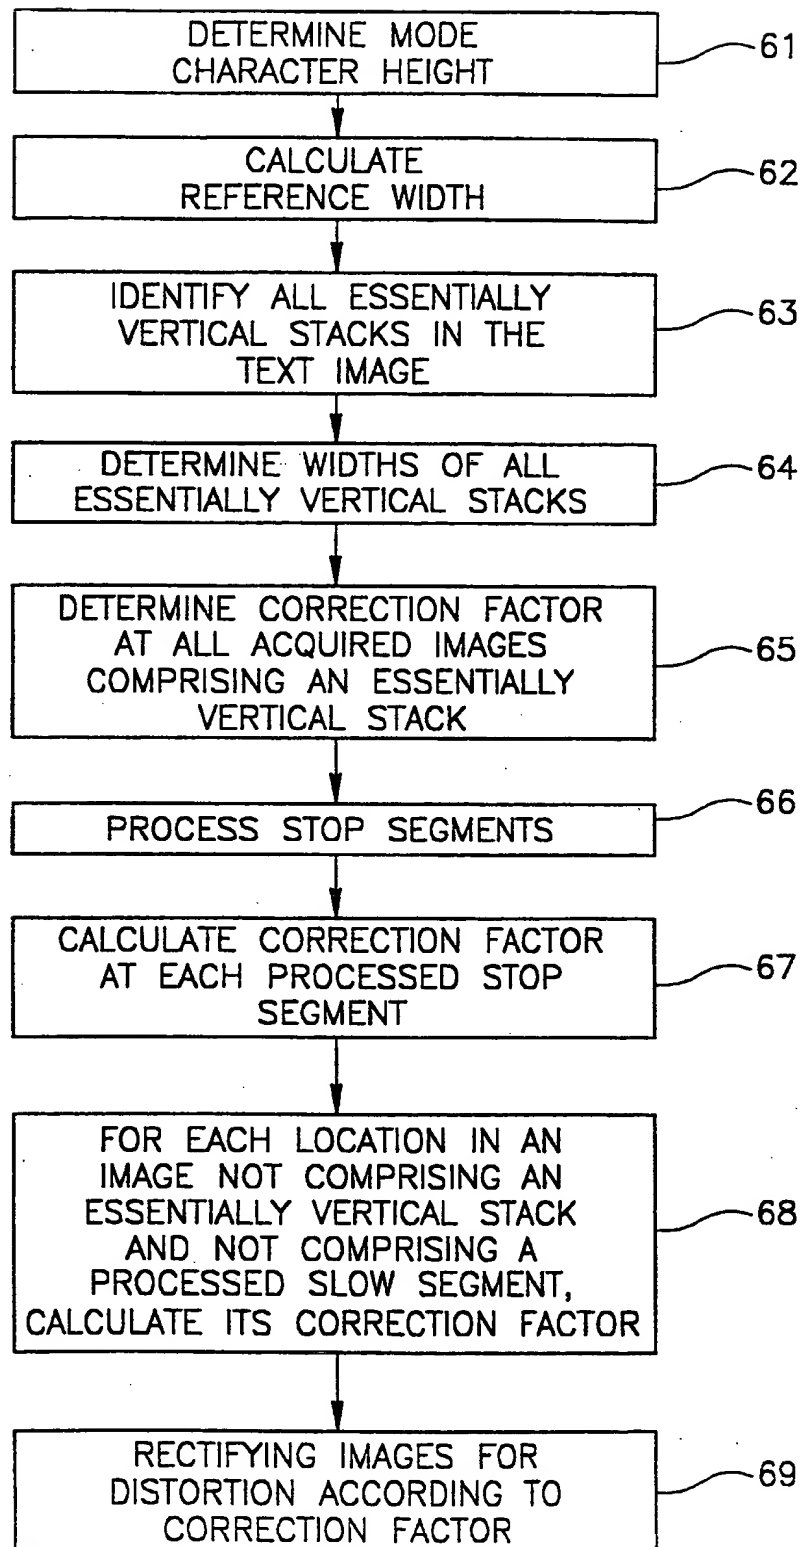 DETERMINE MODE
CHARACTER HEIGHT
61
CALCULATE
REFERENCE WIDTH
62
IDENTIFY ALL ESSENTIALLY
VERTICAL STACKS IN THE
TEXT IMAGE
63
DETERMINE WIDTHS OF ALL
ESSENTIALLY VERTICAL STACKS
64
DETERMINE CORRECTION FACTOR
AT ALL ACQUIRED IMAGES
COMPRISING AN ESSENTIALLY
VERTICAL STACK
65
PROCESS STOP SEGMENTS
66
CALCULATE CORRECTION FACTOR
AT EACH PROCESSED STOP
SEGMENT
67
FOR EACH LOCATION IN AN
IMAGE NOT COMPRISING AN
ESSENTIALLY VERTICAL STACK
AND NOT COMPRISING A
PROCESSED SLOW SEGMENT,
CALCULATE ITS CORRECTION FACTOR
68
RECTIFYING IMAGES FOR
DISTORTION ACCORDING TO
CORRECTION FACTOR
69